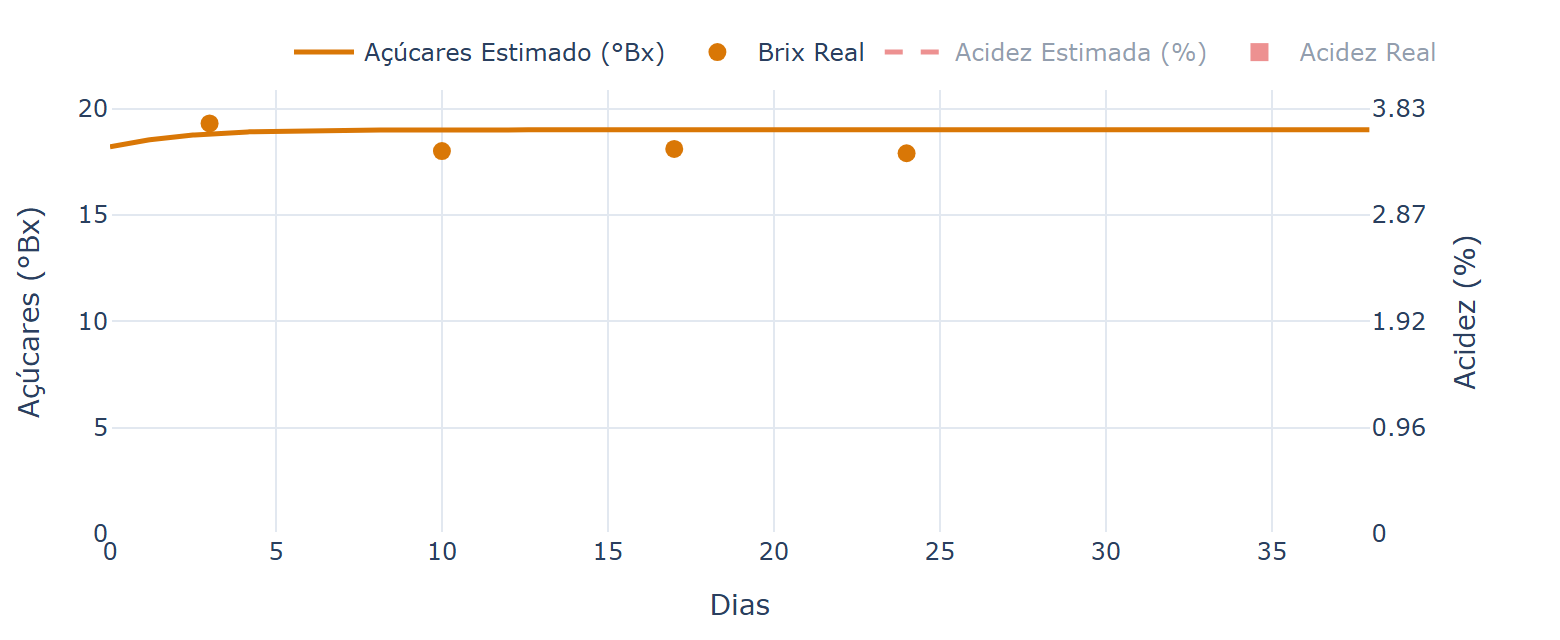 Açúcares Estimado (°Bx) Brix Real Acidez Estimada (%) Acidez Real
20 3.83
15 2.87
10 1.92
5 0.96
0 0
Açúcares (°Bx)
Acidez (%)
0 5 10 15 20 25 30 35
Dias